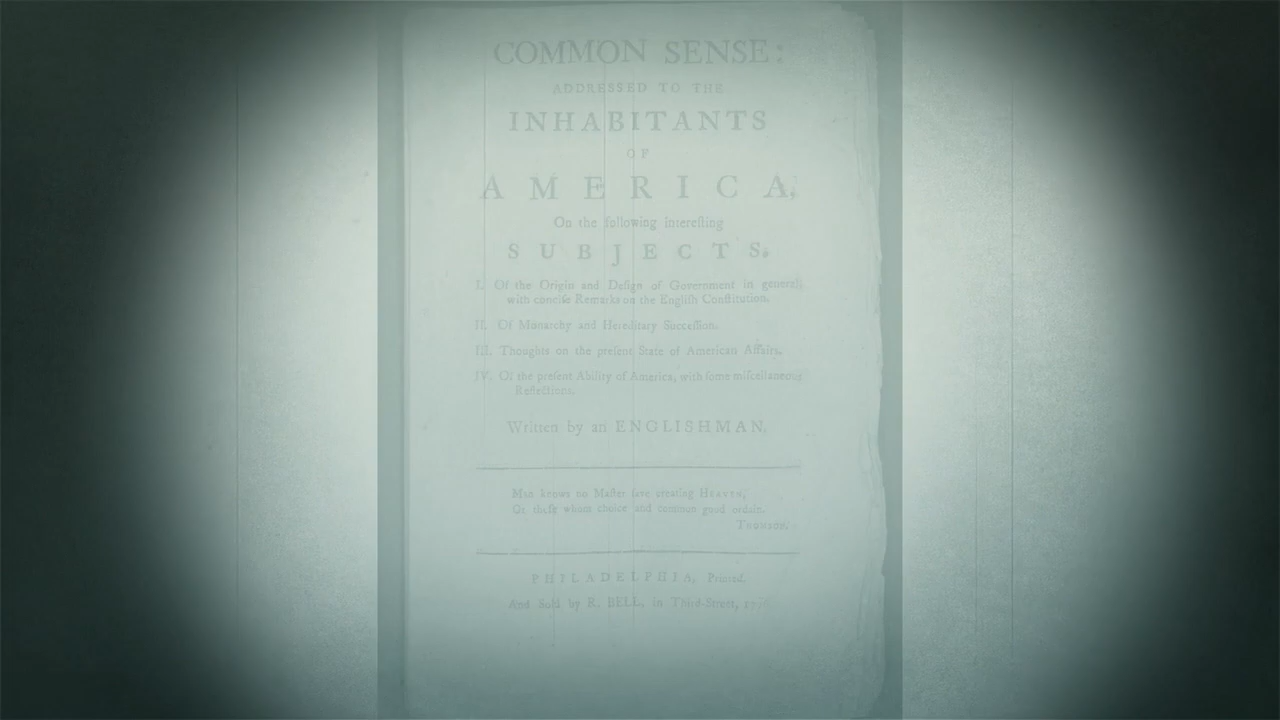 COMMON SENSE:
ADDRESSED TO THE
INHABITANTS
OF
AMERICA,
On the following intereſting
SUBJECTS.
I. Of the Origin and Deſign of Government in general;
with conciſe Remarks on the Engliſh Conſtitution.
II. Of Monarchy and Hereditary Succeſſion.
III. Thoughts on the preſent State of American Affairs.
IV. Of the preſent Ability of America, with ſome miſcellaneous
Reflections.
Written by an ENGLISHMAN.
Man knows no Maſter ſave creating HEAVEN,
Or thoſe whom choice and common good ordain.
THOMSON.
PHILADELPHIA, Printed.
And Sold by R. BELL, in Third-Street,